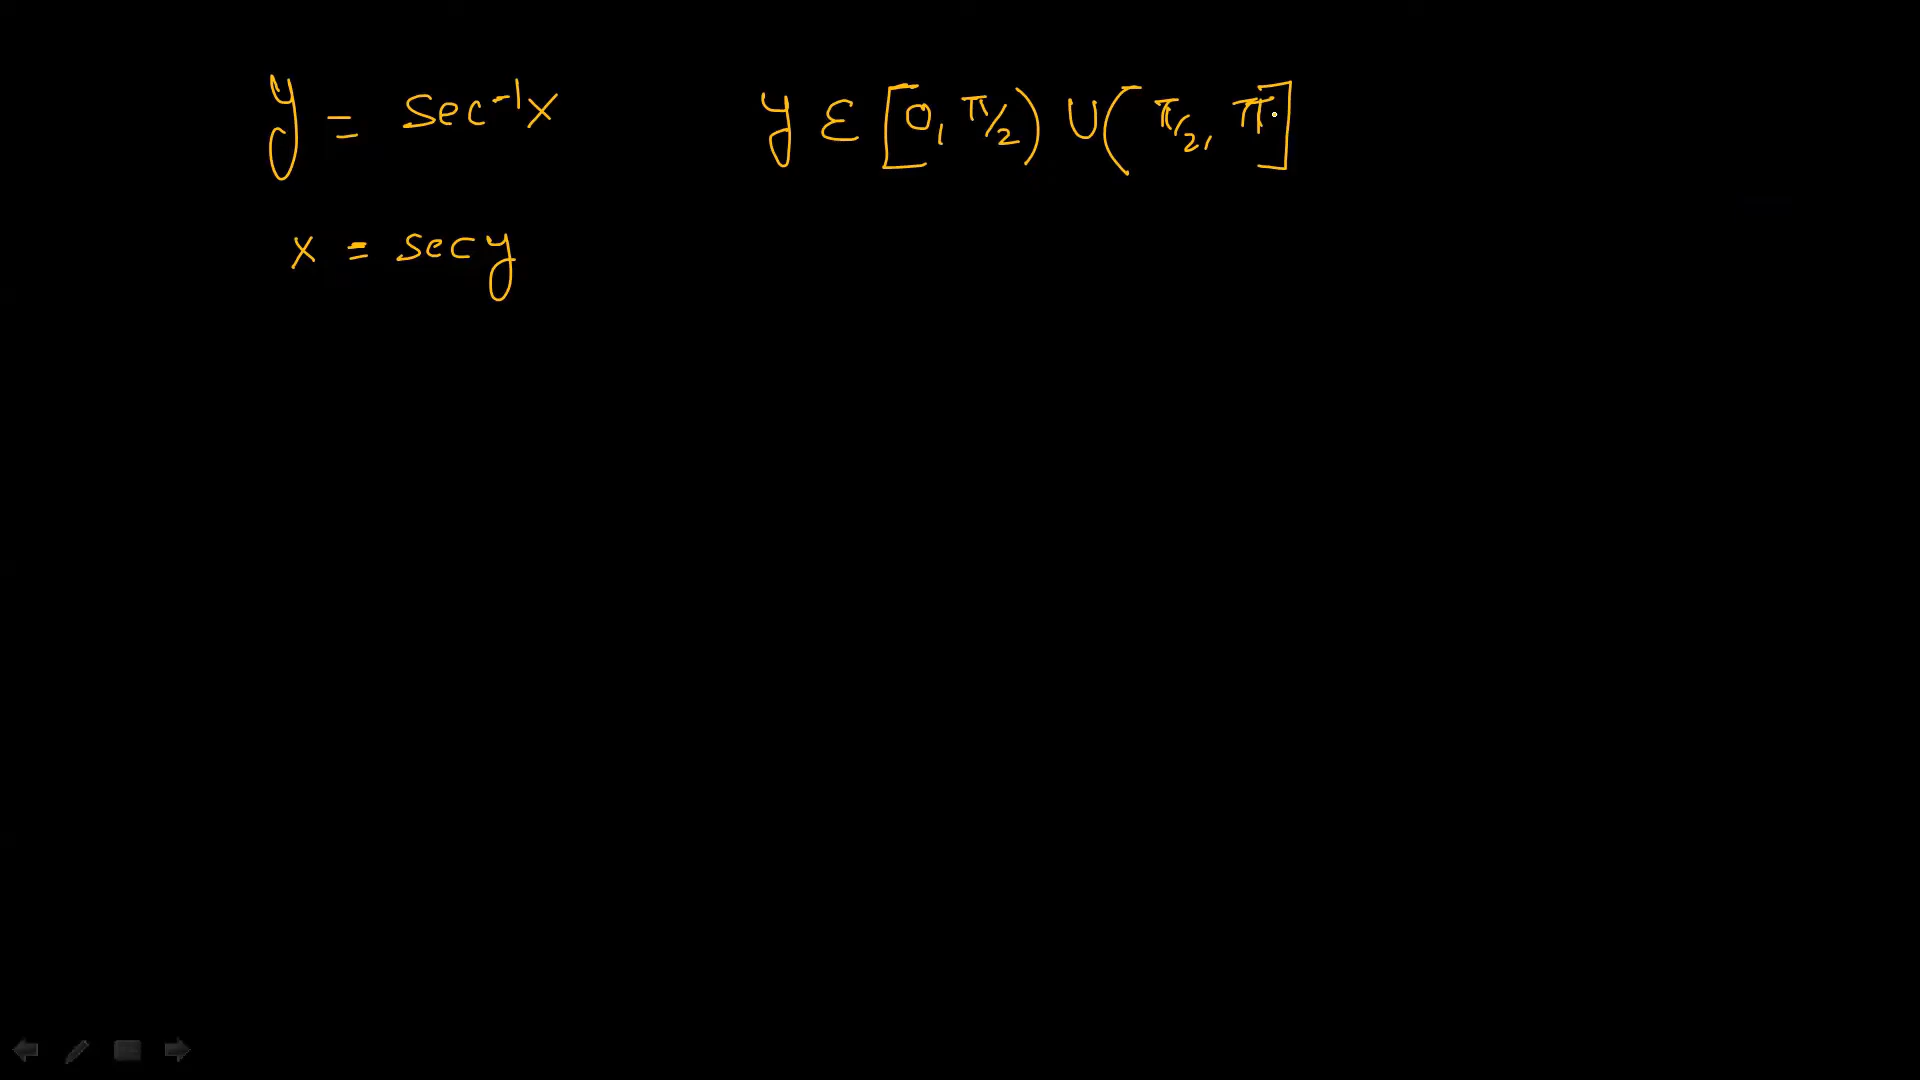 y = sec⁻¹x    y ε [0, π/2) ∪ (π/2, π]
x = sec y